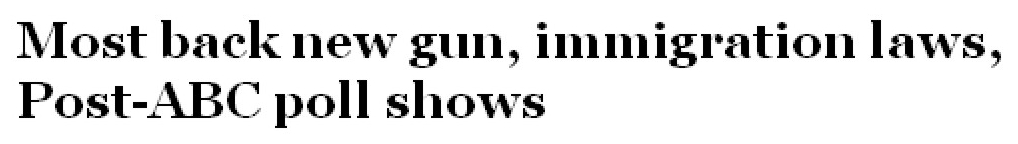 Most back new gun, immigration laws,
Post-ABC poll shows